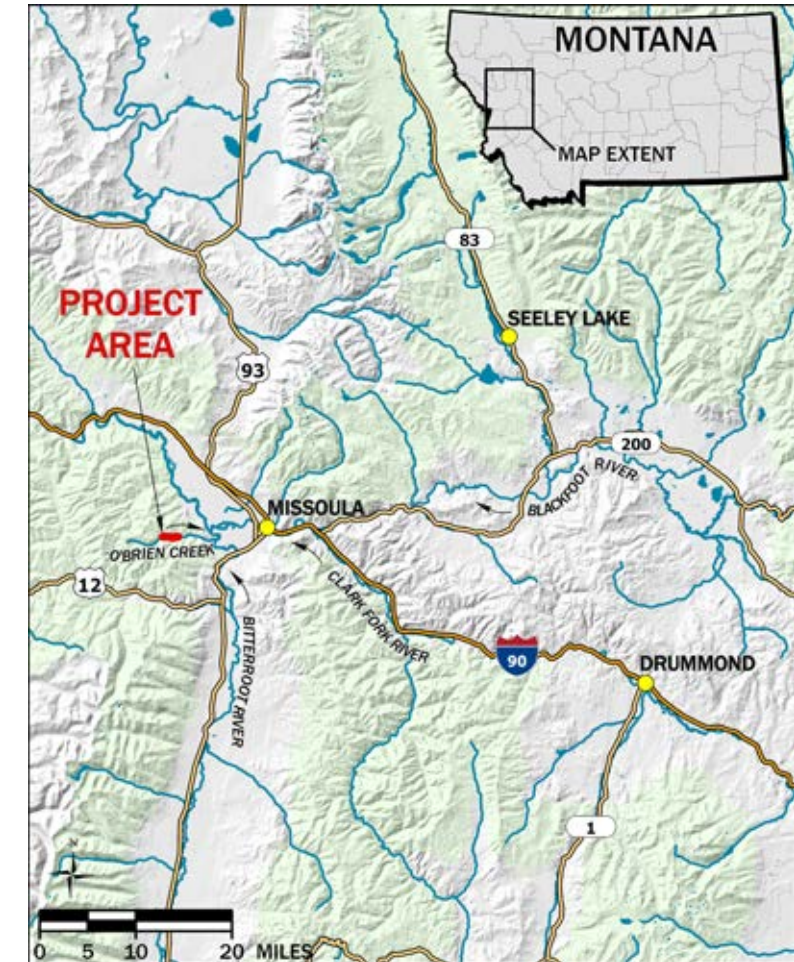 MONTANA
MAP EXTENT
83
SEELEY LAKE
PROJECT
AREA
93
200
BLACKFOOT RIVER
MISSOULA
O'BRIEN CREEK
12
CLARK FORK RIVER
BITTERROOT RIVER
90
DRUMMOND
1
N
0 5 10 20 MILES